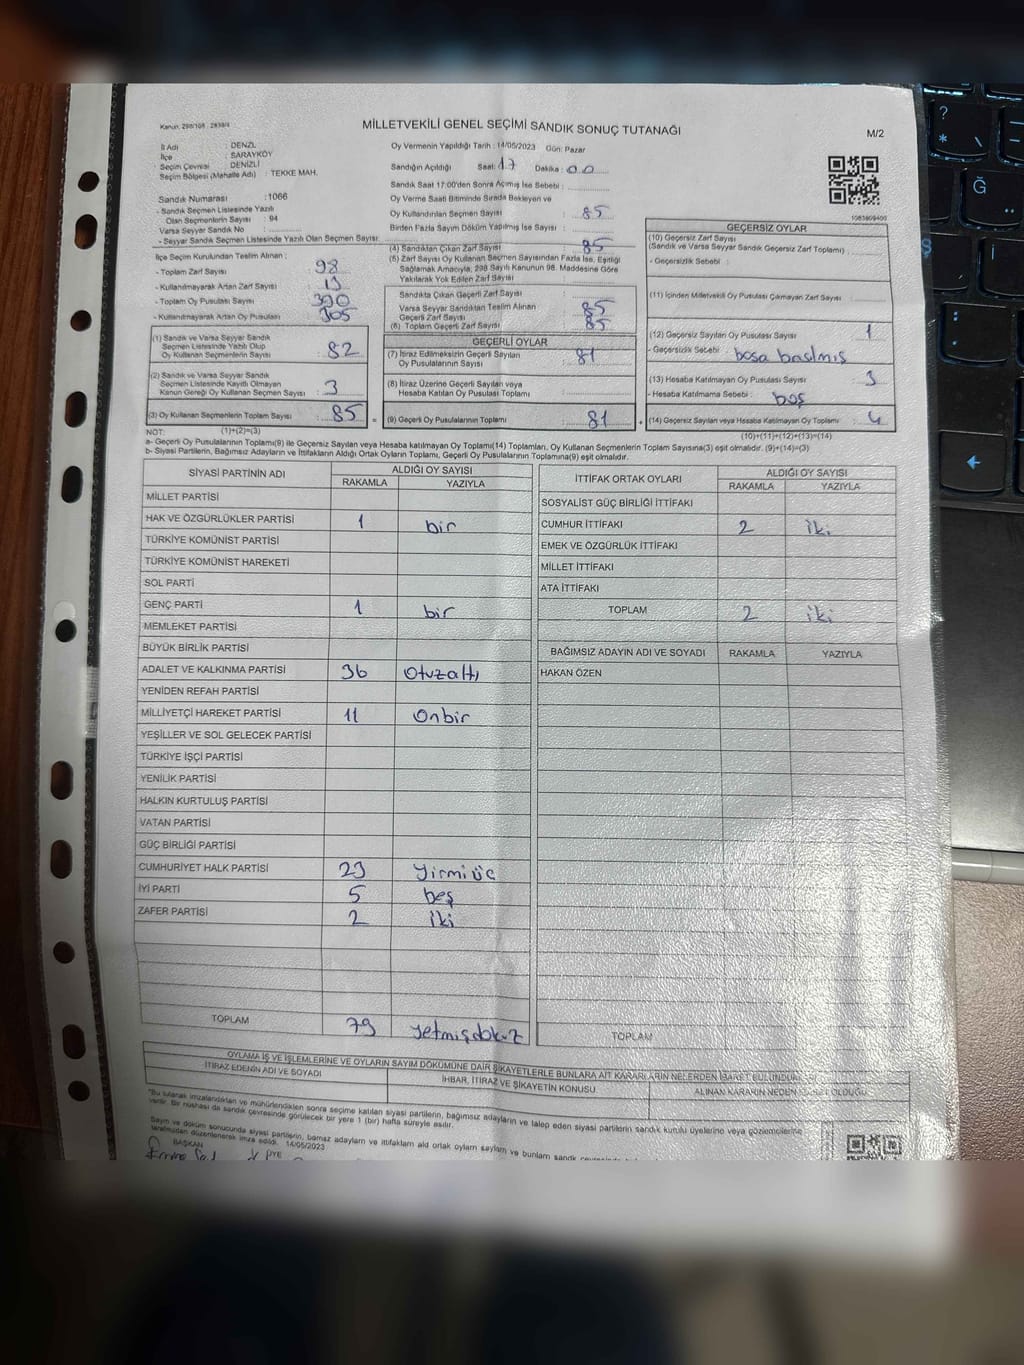 Kanun: 298/105 : 2839/4
MİLLETVEKİLİ GENEL SEÇİMİ SANDIK SONUÇ TUTANAĞI
M/2
İl Adı : DENZL
İlçe : SARAYKÖY
Seçim Çevresi : DENİZLİ
Seçim Bölgesi (Mahalle Adı) : TEKKE MAH.
Sandık Numarası :1066
- Sandık Seçmen Listesinde Yazılı
Olan Seçmenlerin Sayısı : 94
Varsa Seyyar Sandık No :
- Seyyar Sandık Seçmen Listesinde Yazılı Olan Seçmen Sayısı:
İlçe Seçim Kurulundan Teslim Alınan :
- Toplam Zarf Sayısı : 98
- Kullanılmayarak Artan Zarf Sayısı : 13
- Toplam Oy Pusulası Sayısı : 390
- Kullanılmayarak Artan Oy Pusulası : 305
Oy Vermenin Yapıldığı Tarih : 14/05/2023 Gün: Pazar
Sandığın Açıldığı Saat: 17 Dakika : 00
Sandık Saat 17:00'den Sonra Açılmış İse Sebebi :
Oy Verme Saati Bitiminde Sırada Bekleyen ve
Oy Kullandırılan Seçmen Sayısı : 85
Birden Fazla Sayım Döküm Yapılmış İse Sayısı :
(4) Sandıktan Çıkan Zarf Sayısı : 85
(5) Zarf Sayısı Oy Kullanan Seçmen Sayısından Fazla İse, Eşitliği
Sağlamak Amacıyla, 298 Sayılı Kanunun 98. Maddesine Göre
Yakılarak Yok Edilen Zarf Sayısı :
Sandıkta Çıkan Geçerli Zarf Sayısı :
Varsa Seyyar Sandıktan Teslim Alınan
Geçerli Zarf Sayısı : 85
(6) Toplam Geçerli Zarf Sayısı : 85
1083809400
GEÇERSİZ OYLAR
(10) Geçersiz Zarf Sayısı
(Sandık ve Varsa Seyyar Sandık Geçersiz Zarf Toplamı) :
- Geçersizlik Sebebi :
(11) İçinden Milletvekili Oy Pusulası Çıkmayan Zarf Sayısı :
(12) Geçersiz Sayılan Oy Pusulası Sayısı : 1
- Geçersizlik Sebebi : boşa basılmış
(13) Hesaba Katılmayan Oy Pusulası Sayısı : 3
- Hesaba Katılmama Sebebi : boş
(14) Geçersiz Sayılan veya Hesaba Katılmayan Oy Toplamı : 4
(10)+(11)+(12)+(13)=(14)
(1) Sandık ve Varsa Seyyar Sandık
Seçmen Listesinde Yazılı Olup
Oy Kullanan Seçmenlerin Sayısı : 82
(2) Sandık ve Varsa Seyyar Sandık
Seçmen Listesinde Kayıtlı Olmayan
Kanun Gereği Oy Kullanan Seçmen Sayısı : 3
(3) Oy Kullanan Seçmenlerin Toplam Sayısı : 85 =
GEÇERLİ OYLAR
(7) İtiraz Edilmeksizin Geçerli Sayılan
Oy Pusulalarının Sayısı : 81
(8) İtiraz Üzerine Geçerli Sayılan veya
Hesaba Katılan Oy Pusulası Toplamı :
(9) Geçerli Oy Pusulalarının Toplamı : 81 +
NOT: (1)+(2)=(3)
a- Geçerli Oy Pusulaları Toplamı(9) ile Geçersiz Sayılan veya Hesaba katılmayan Oy Toplamı(14) Toplamları, Oy Kullanan Seçmenlerin Toplam Sayısına(3) eşit olmalıdır. (9)+(14)=(3)
b- Siyasi Partilerin, Bağımsız Adayların ve İttifakların Aldığı Ortak Oyların Toplamı, Geçerli Oy Pusulalarının Toplamına(9) eşit olmalıdır.
SİYASİ PARTİNİN ADI ALDIĞI OY SAYISI
RAKAMLA YAZIYLA
MİLLET PARTİSİ
HAK VE ÖZGÜRLÜKLER PARTİSİ 1 bir
TÜRKİYE KOMÜNİST PARTİSİ
TÜRKİYE KOMÜNİST HAREKETİ
SOL PARTİ
GENÇ PARTİ 1 bir
MEMLEKET PARTİSİ
BÜYÜK BİRLİK PARTİSİ
ADALET VE KALKINMA PARTİSİ 36 Otuzaltı
YENİDEN REFAH PARTİSİ
MİLLİYETÇİ HAREKET PARTİSİ 11 Onbir
YEŞİLLER VE SOL GELECEK PARTİSİ
TÜRKİYE İŞÇİ PARTİSİ
YENİLİK PARTİSİ
HALKIN KURTULUŞ PARTİSİ
VATAN PARTİSİ
GÜÇ BİRLİĞİ PARTİSİ
CUMHURİYET HALK PARTİSİ 23 yirmiüç
İYİ PARTİ 5 beş
ZAFER PARTİSİ 2 iki
TOPLAM 79 yetmişdokuz
İTTİFAK ORTAK OYLARI ALDIĞI OY SAYISI
RAKAMLA YAZIYLA
SOSYALİST GÜÇ BİRLİĞİ İTTİFAKI
CUMHUR İTTİFAKI 2 iki
EMEK VE ÖZGÜRLÜK İTTİFAKI
MİLLET İTTİFAKI
ATA İTTİFAKI
TOPLAM 2 iki
BAĞIMSIZ ADAYIN ADI VE SOYADI RAKAMLA YAZIYLA
HAKAN ÖZEN
TOPLAM
OYLAMA İŞ VE İŞLEMLERİNE VE OYLARIN SAYIM DÖKÜMÜNE DAİR ŞİKAYETLERLE BUNLARA AİT KARARLARIN NELERDEN İBARET BULUNDUĞU
İTİRAZ EDENİN ADI VE SOYADI
İHBAR, İTİRAZ VE ŞİKAYETİN KONUSU
ALINAN KARARIN NEDEN İBARET OLDUĞU
"Bu tutanak imzalandıktan ve mühürlendikten sonra seçime katılan siyasi partilerin, bağımsız adayların ve talep eden siyasi partilerin sandık kurulu üyelerine veya gözlemcilerine
verilir. Bir nüshası da sandık çevresinde görülecek bir yere 1 (bir) hafta süreyle asılır.
Sayım ve döküm sonucunda siyasi partilerin, bağımsız adayların ve ittifakların ald ortak oyların sayısını ve bunların sandık
tarafımızdan düzenlenerek imza edildi. 14/05/2023
BAŞKAN
Ğ
?